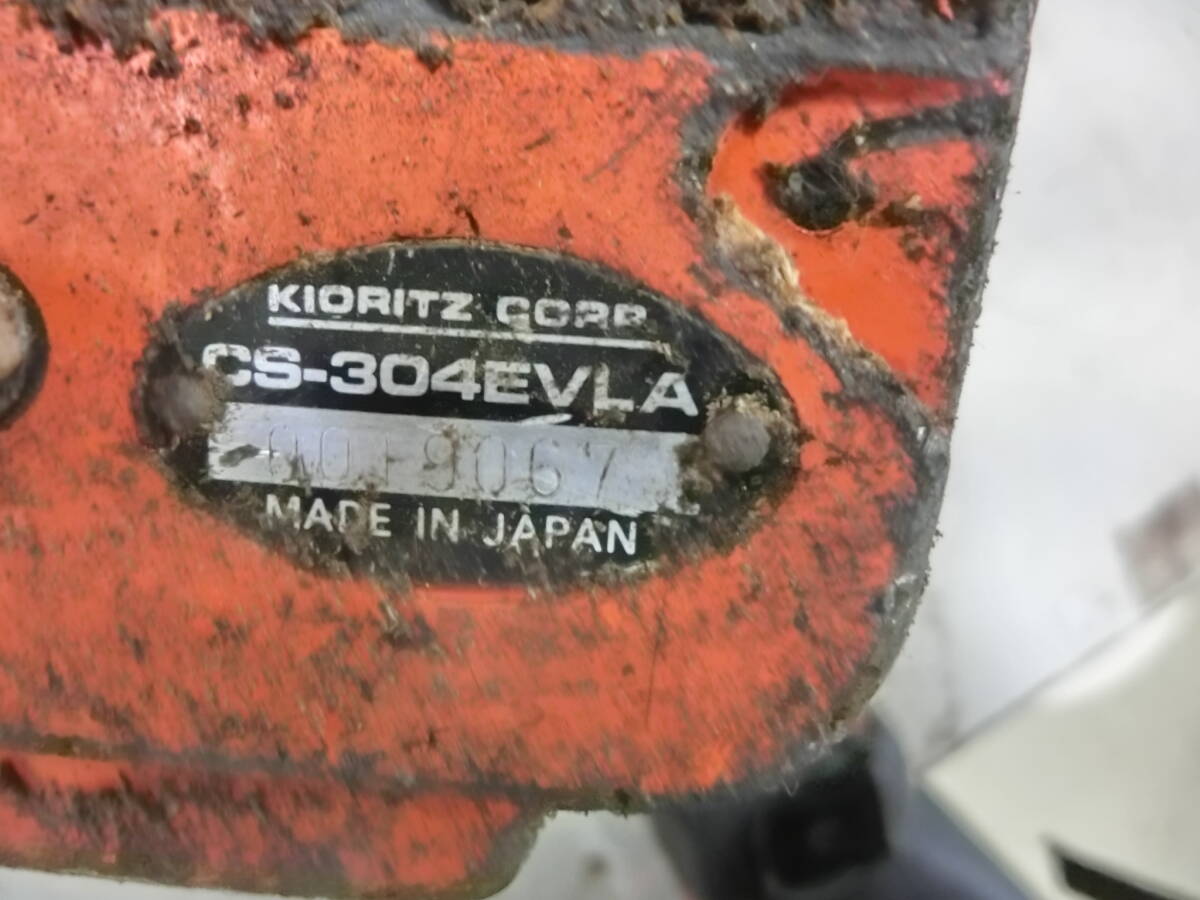 KIORITZ CORP
CS-304EVLA
MADE IN JAPAN